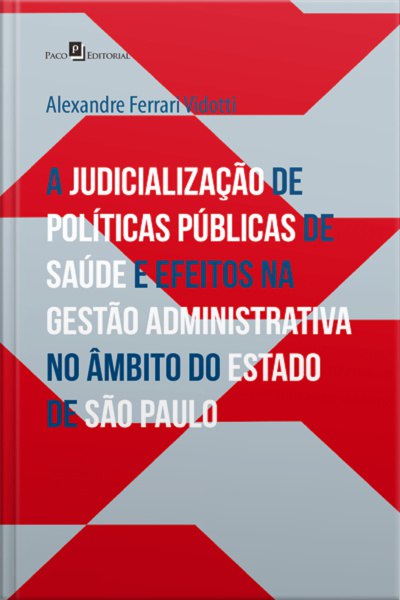 PACO EDITORIAL
Alexandre Ferrari Vidotti
A JUDICIALIZAÇÃO DE
POLÍTICAS PÚBLICAS DE
SAÚDE E EFEITOS NA
GESTÃO ADMINISTRATIVA
NO ÂMBITO DO ESTADO
DE SÃO PAULO